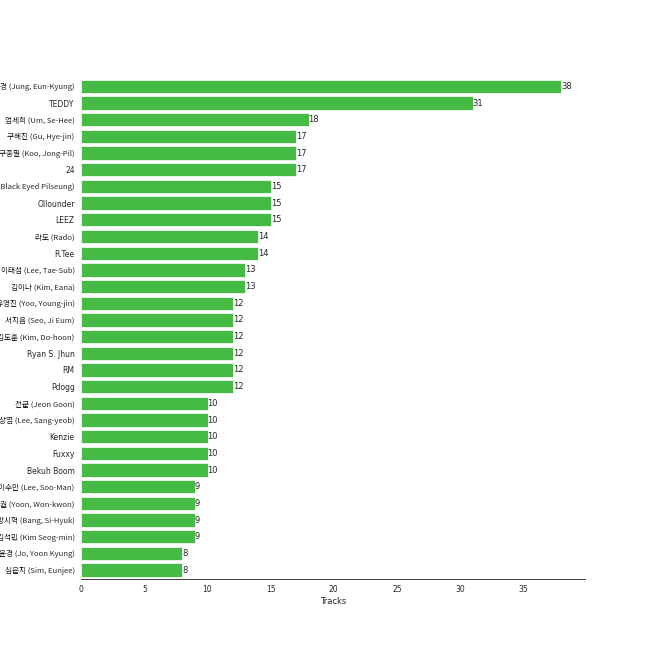 경 (Jung, Eun-Kyung) 38
TEDDY 31
엄세희 (Um, Se-Hee) 18
구혜진 (Gu, Hye-jin) 17
구종필 (Koo, Jong-Pil) 17
24 17
Black Eyed Pilseung) 15
Ollounder 15
LEEZ 15
라도 (Rado) 14
R.Tee 14
이태섭 (Lee, Tae-Sub) 13
김이나 (Kim, Eana) 13
유영진 (Yoo, Young-jin) 12
서지음 (Seo, Ji Eum) 12
김도훈 (Kim, Do-hoon) 12
Ryan S. Jhun 12
RM 12
Pdogg 12
전군 (Jeon Goon) 10
상엽 (Lee, Sang-yeob) 10
Kenzie 10
Fuxxy 10
Bekuh Boom 10
이수만 (Lee, Soo-Man) 9
권 (Yoon, Won-kwon) 9
방시혁 (Bang, Si-Hyuk) 9
김석민 (Kim Seog-min) 9
윤경 (Jo, Yoon Kyung) 8
심은지 (Sim, Eunjee) 8
0 5 10 15 20 25 30 35
Tracks